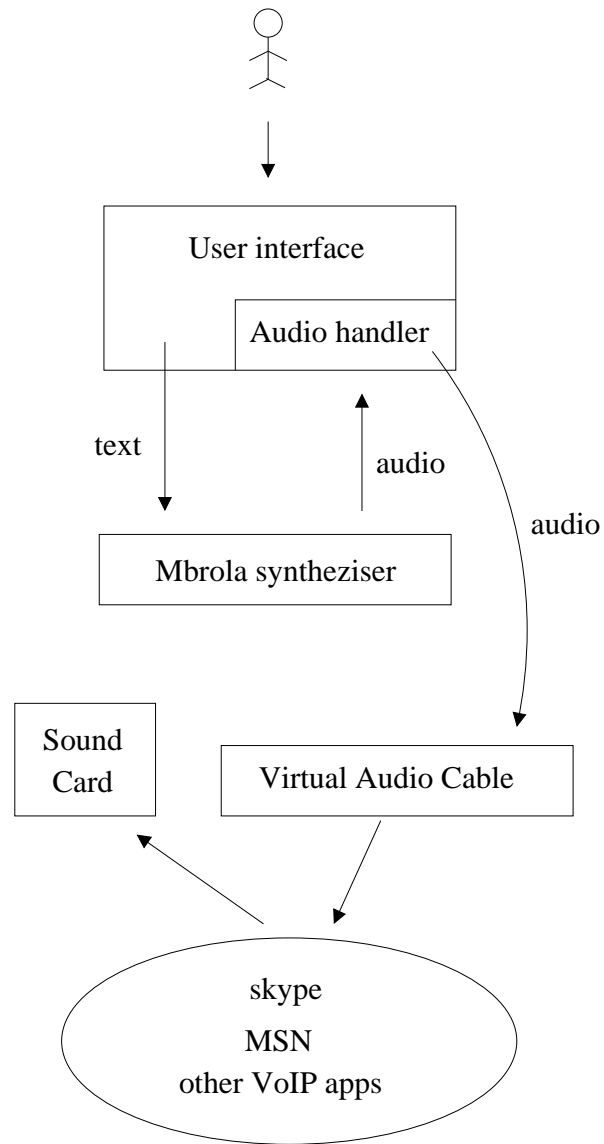 User interface
Audio handler
text
audio
audio
Mbrola syntheziser
Sound
Card
Virtual Audio Cable
skype
MSN
other VoIP apps